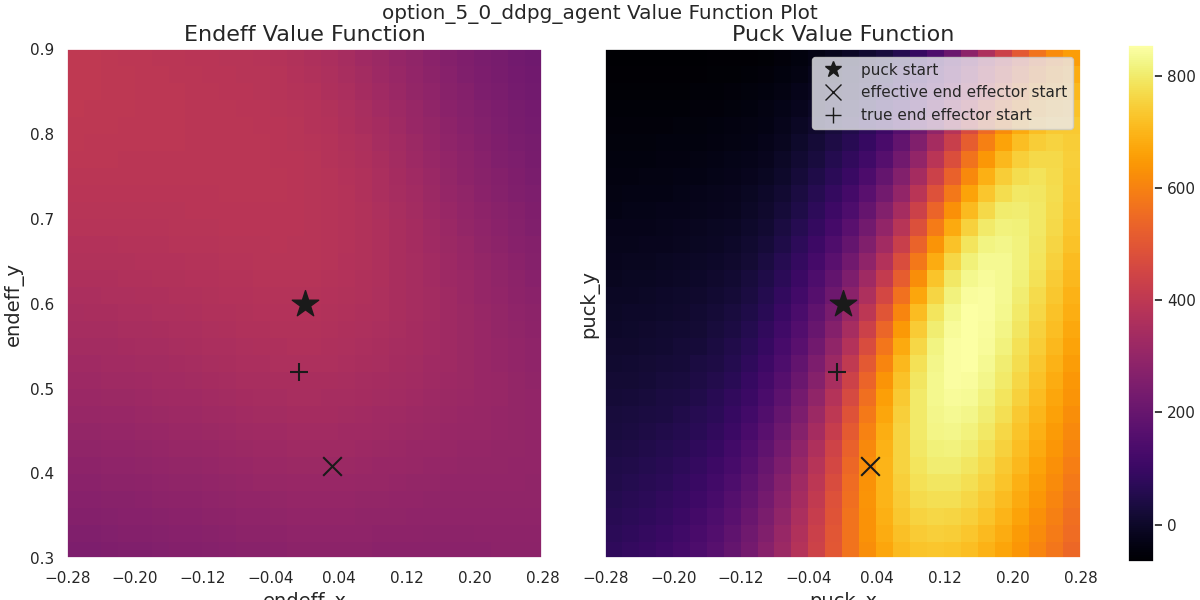 option_5_0_ddpg_agent Value Function Plot
Endeff Value Function
Puck Value Function
0.9
0.8
0.7
0.6
0.5
0.4
0.3
endeff_y
−0.28 −0.20 −0.12 −0.04 0.04 0.12 0.20 0.28
endeff_x
puck start
effective end effector start
true end effector start
puck_y
−0.28 −0.20 −0.12 −0.04 0.04 0.12 0.20 0.28
puck_x
800
600
400
200
0